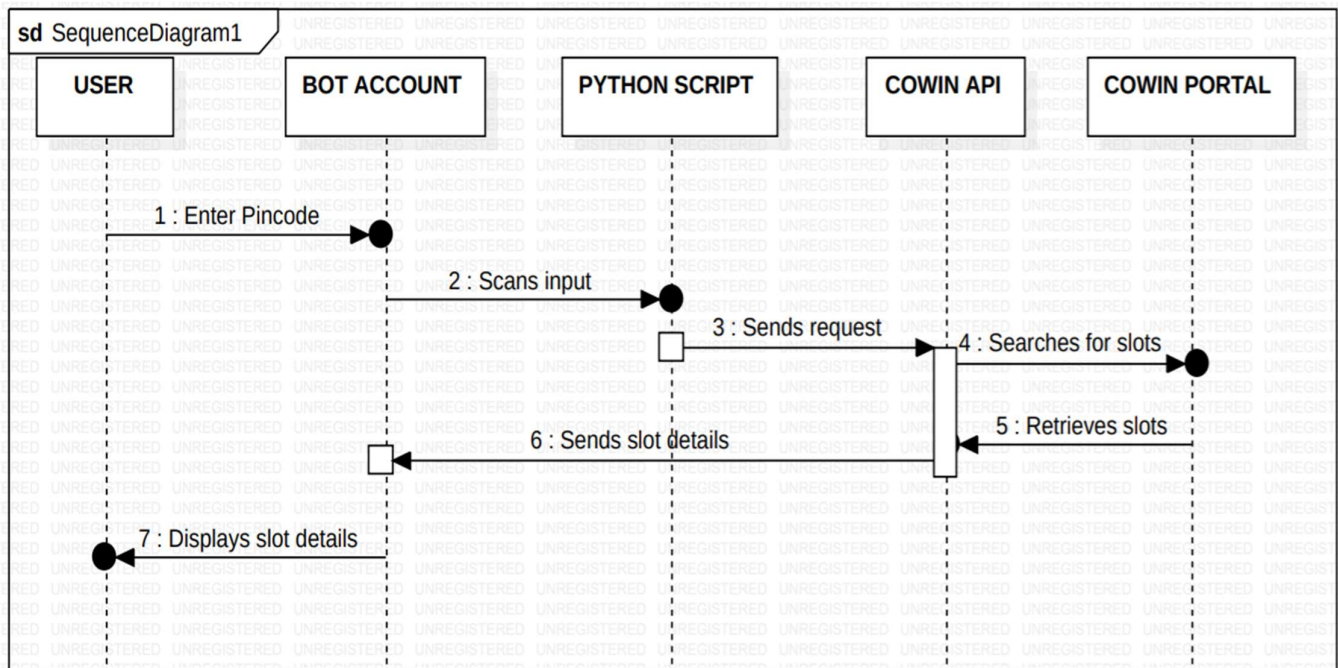 sd SequenceDiagram1
USER
BOT ACCOUNT
PYTHON SCRIPT
COWIN API
COWIN PORTAL
1 : Enter Pincode
2 : Scans input
3 : Sends request
4 : Searches for slots
5 : Retrieves slots
6 : Sends slot details
7 : Displays slot details
UNREGISTERED